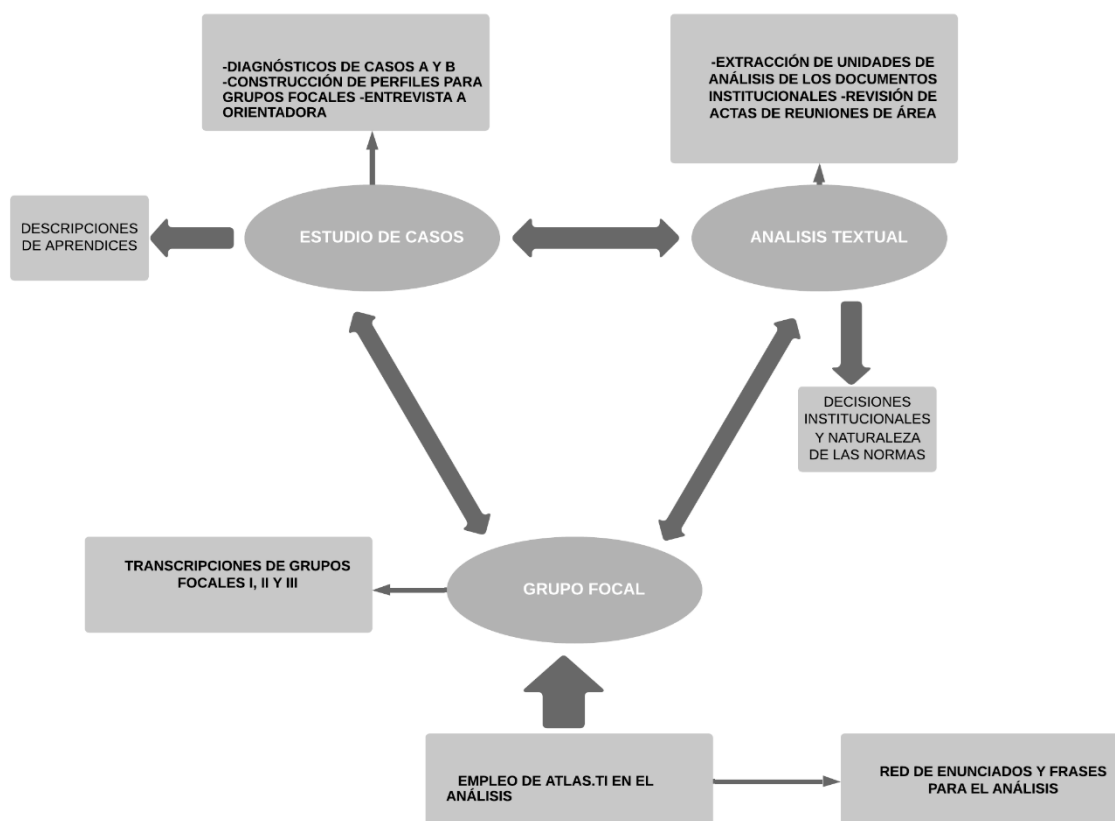 -DIAGNÓSTICOS DE CASOS A Y B
-CONSTRUCCIÓN DE PERFILES PARA
GRUPOS FOCALES -ENTREVISTA A
ORIENTADORA
-EXTRACCIÓN DE UNIDADES DE
ANÁLISIS DE LOS DOCUMENTOS
INSTITUCIONALES -REVISIÓN DE
ACTAS DE REUNIONES DE ÁREA
DESCRIPCIONES
DE APRENDICES
ESTUDIO DE CASOS
ANALISIS TEXTUAL
DECISIONES
INSTITUCIONALES
Y NATURALEZA
DE LAS NORMAS
TRANSCRIPCIONES DE GRUPOS
FOCALES I, II Y III
GRUPO FOCAL
EMPLEO DE ATLAS.TI EN EL
ANÁLISIS
RED DE ENUNCIADOS Y FRASES
PARA EL ANÁLISIS